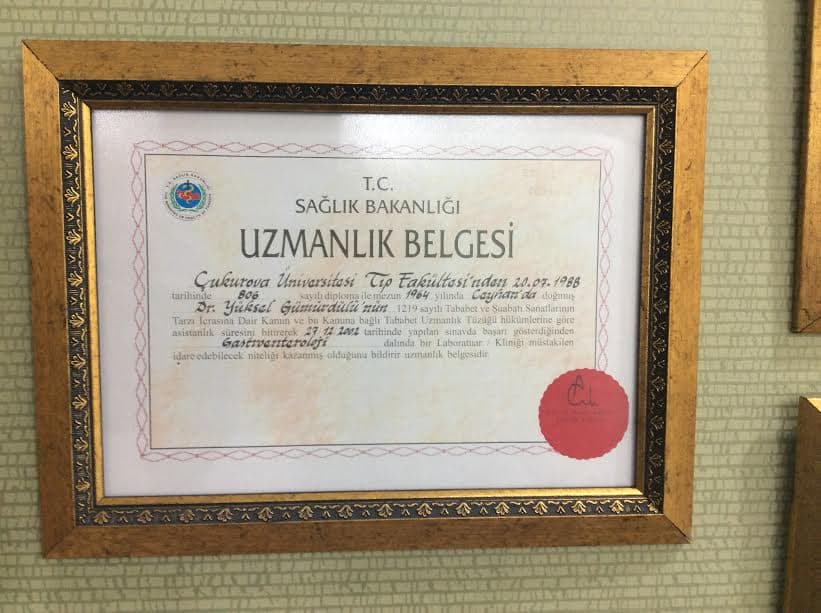 T.C.
SAĞLIK BAKANLIĞI
UZMANLIK BELGESİ
Çukurova Üniversitesi Tıp Fakültesi'nden 20.07.1988
tarihinde 806 sayılı diploma ile mezun 1964 yılında Ceyhan'da doğmuş
Dr. Yüksel Gümürdülü'nün 1219 sayılı Tababet ve Şuabatı Sanatlarının
Tarzı İcrasına Dair Kanun ve bu Kanuna bağlı Tababet Uzmanlık Tüzüğü hükümlerine göre
asistanlık süresini bitirerek 27.12.2002 tarihinde yapılan sınavda başarı gösterdiğinden
Gastroenteroloji dalında bir Laboratuar / Kliniği müstakilen
idare edebilecek niteliği kazanmış olduğunu bildirir uzmanlık belgesidir.